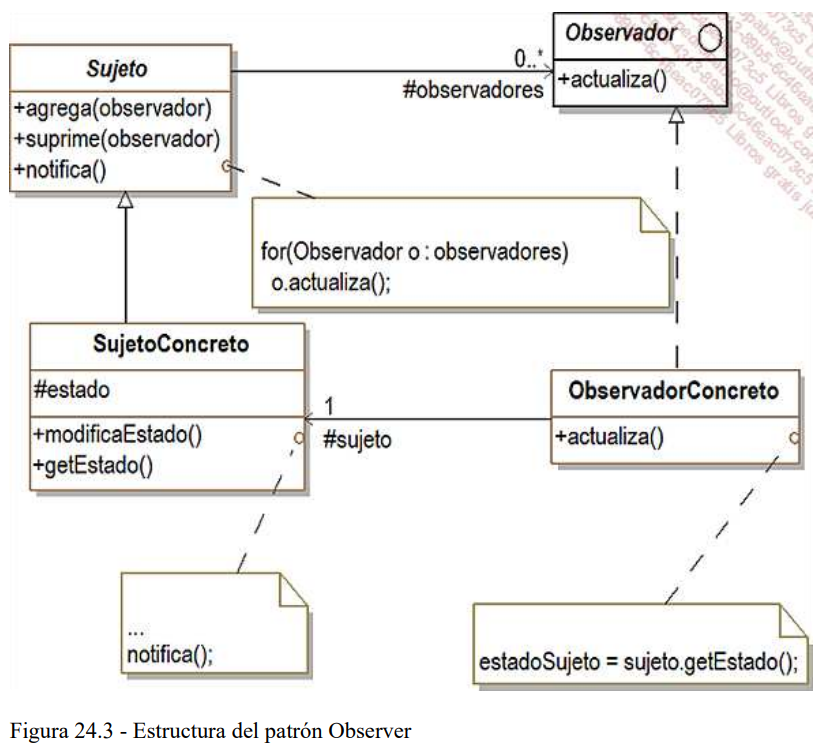 Observador
+actualiza()
Sujeto
+agrega(observador)
+suprime(observador)
+notifica()
0..*
#observadores
for(Observador o : observadores)
o.actualiza();
SujetoConcreto
#estado
+modificaEstado()
+getEstado()
1
#sujeto
ObservadorConcreto
+actualiza()
...
notifica();
estadoSujeto = sujeto.getEstado();
Figura 24.3 - Estructura del patrón Observer